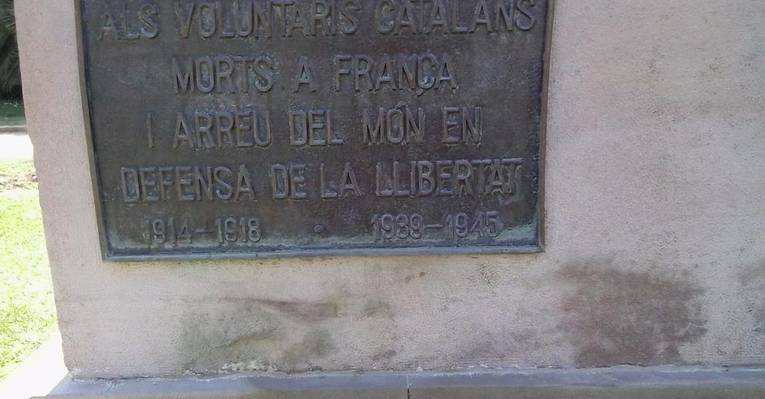 ALS VOLUNTARIS CATALANS
MORTS A FRANÇA
I ARREU DEL MÓN EN
DEFENSA DE LA LLIBERTAT
1914-1918 • 1939-1945